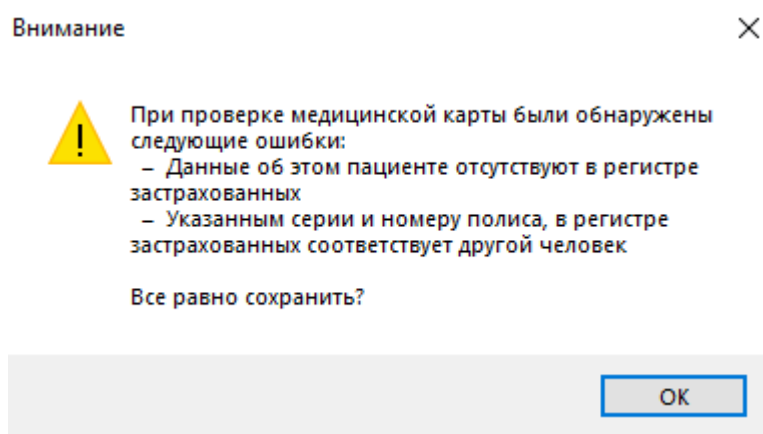 Внимание
При проверке медицинской карты были обнаружены
следующие ошибки:
– Данные об этом пациенте отсутствуют в регистре
застрахованных
– Указанным серии и номеру полиса, в регистре
застрахованных соответствует другой человек
Все равно сохранить?
ОК